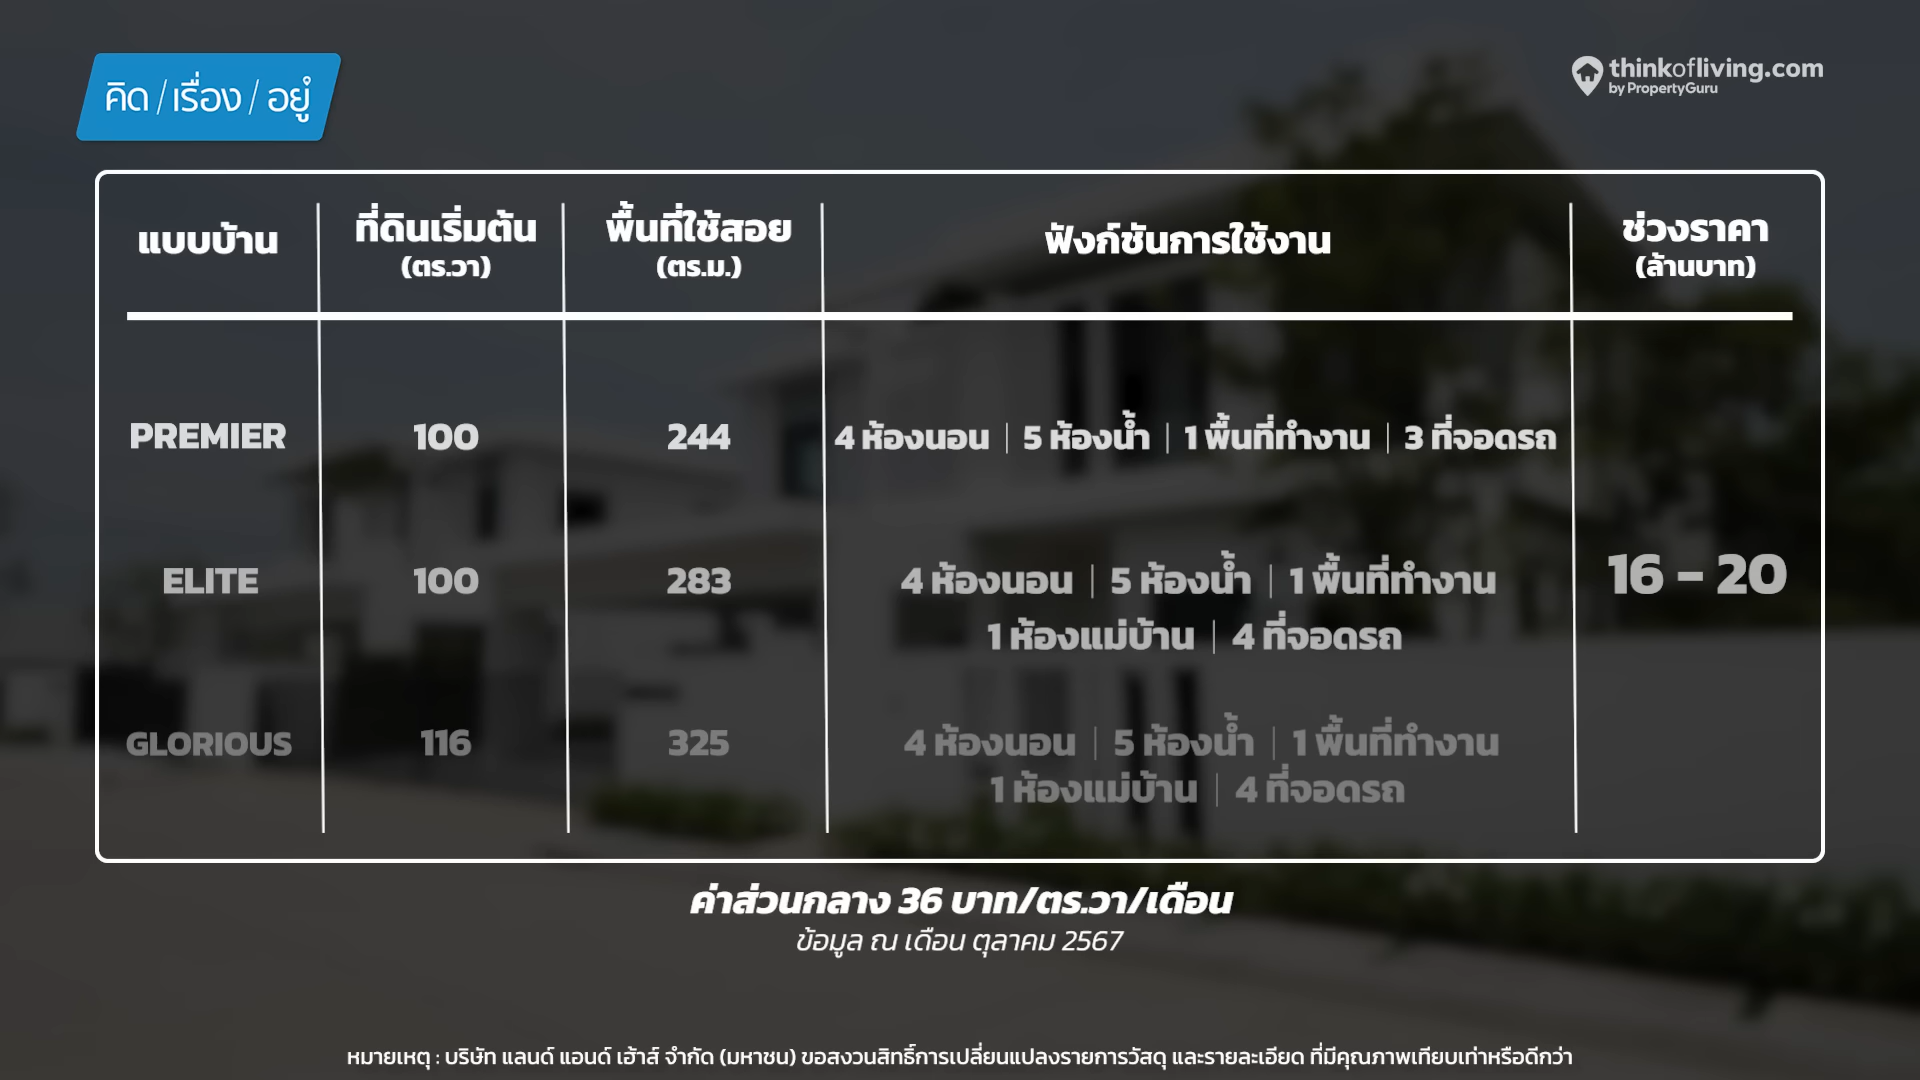 คิด / เรื่อง / อยู่
thinkofliving.com
by PropertyGuru
แบบบ้าน
ที่ดินเริ่มต้น
(ตร.วา)
พื้นที่ใช้สอย
(ตร.ม.)
ฟังก์ชันการใช้งาน
ช่วงราคา
(ล้านบาท)
PREMIER 100 244 4 ห้องนอน | 5 ห้องน้ำ | 1 พื้นที่ทำงาน | 3 ที่จอดรถ
ELITE 100 283 4 ห้องนอน | 5 ห้องน้ำ | 1 พื้นที่ทำงาน 16 - 20
1 ห้องแม่บ้าน | 4 ที่จอดรถ
GLORIOUS 116 325 4 ห้องนอน | 5 ห้องน้ำ | 1 พื้นที่ทำงาน
1 ห้องแม่บ้าน | 4 ที่จอดรถ
ค่าส่วนกลาง 36 บาท/ตร.วา/เดือน
ข้อมูล ณ เดือน ตุลาคม 2567
หมายเหตุ : บริษัท แลนด์ แอนด์ เฮ้าส์ จำกัด (มหาชน) ขอสงวนสิทธิ์การเปลี่ยนแปลงรายการวัสดุ และรายละเอียด ที่มีคุณภาพเทียบเท่าหรือดีกว่า